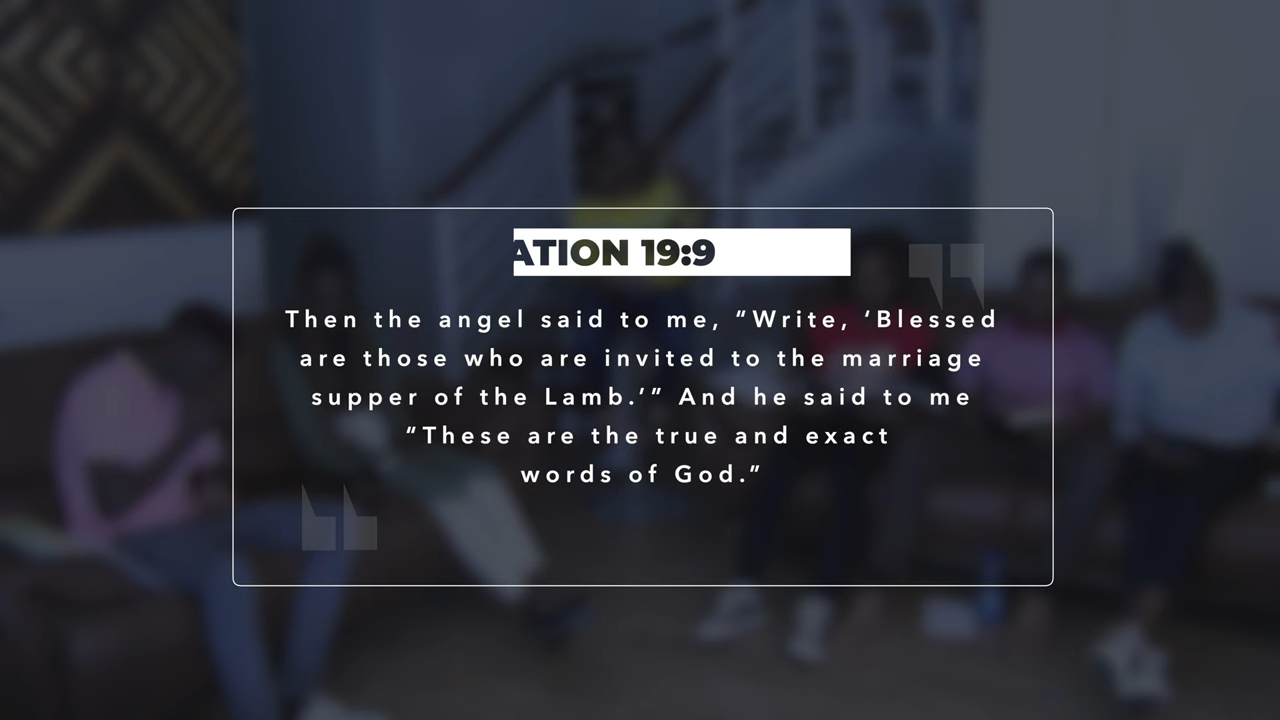 ATION 19:9
Then the angel said to me, “Write, ‘Blessed
are those who are invited to the marriage
supper of the Lamb.’” And he said to me
“These are the true and exact
words of God.”